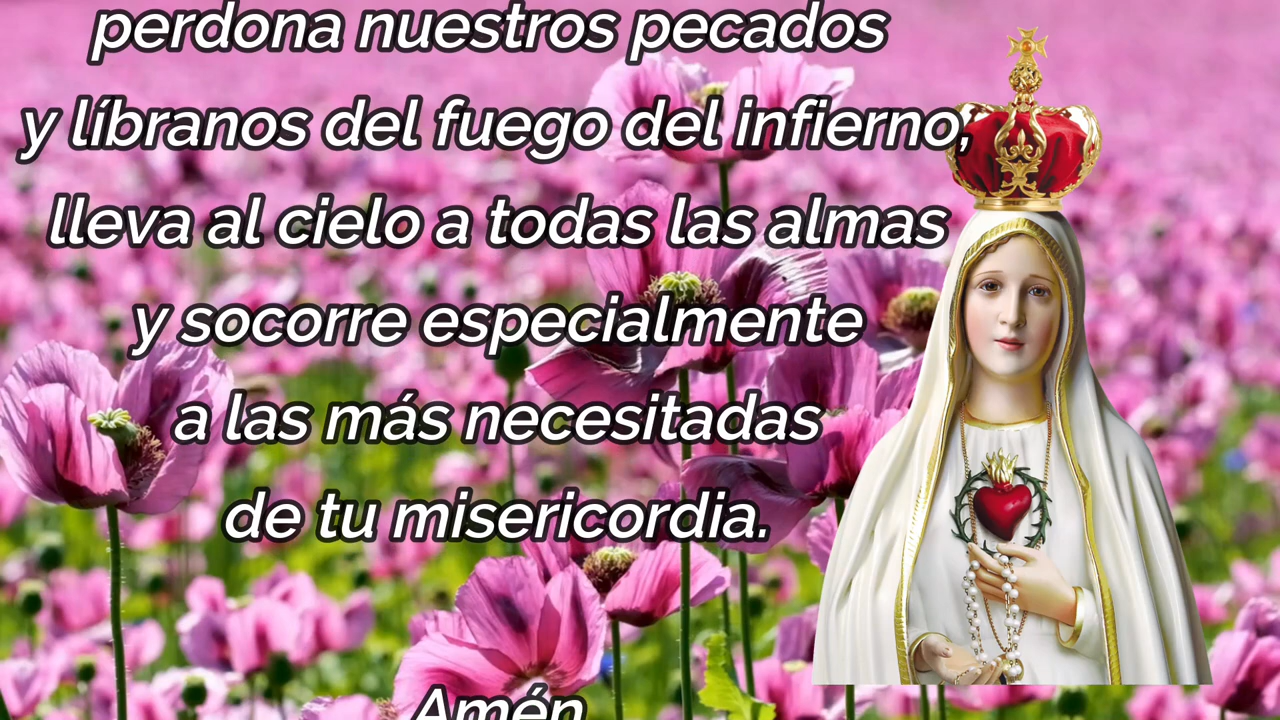 perdona nuestros pecados
y líbranos del fuego del infierno,
lleva al cielo a todas las almas
y socorre especialmente
a las más necesitadas
de tu misericordia.
Amén